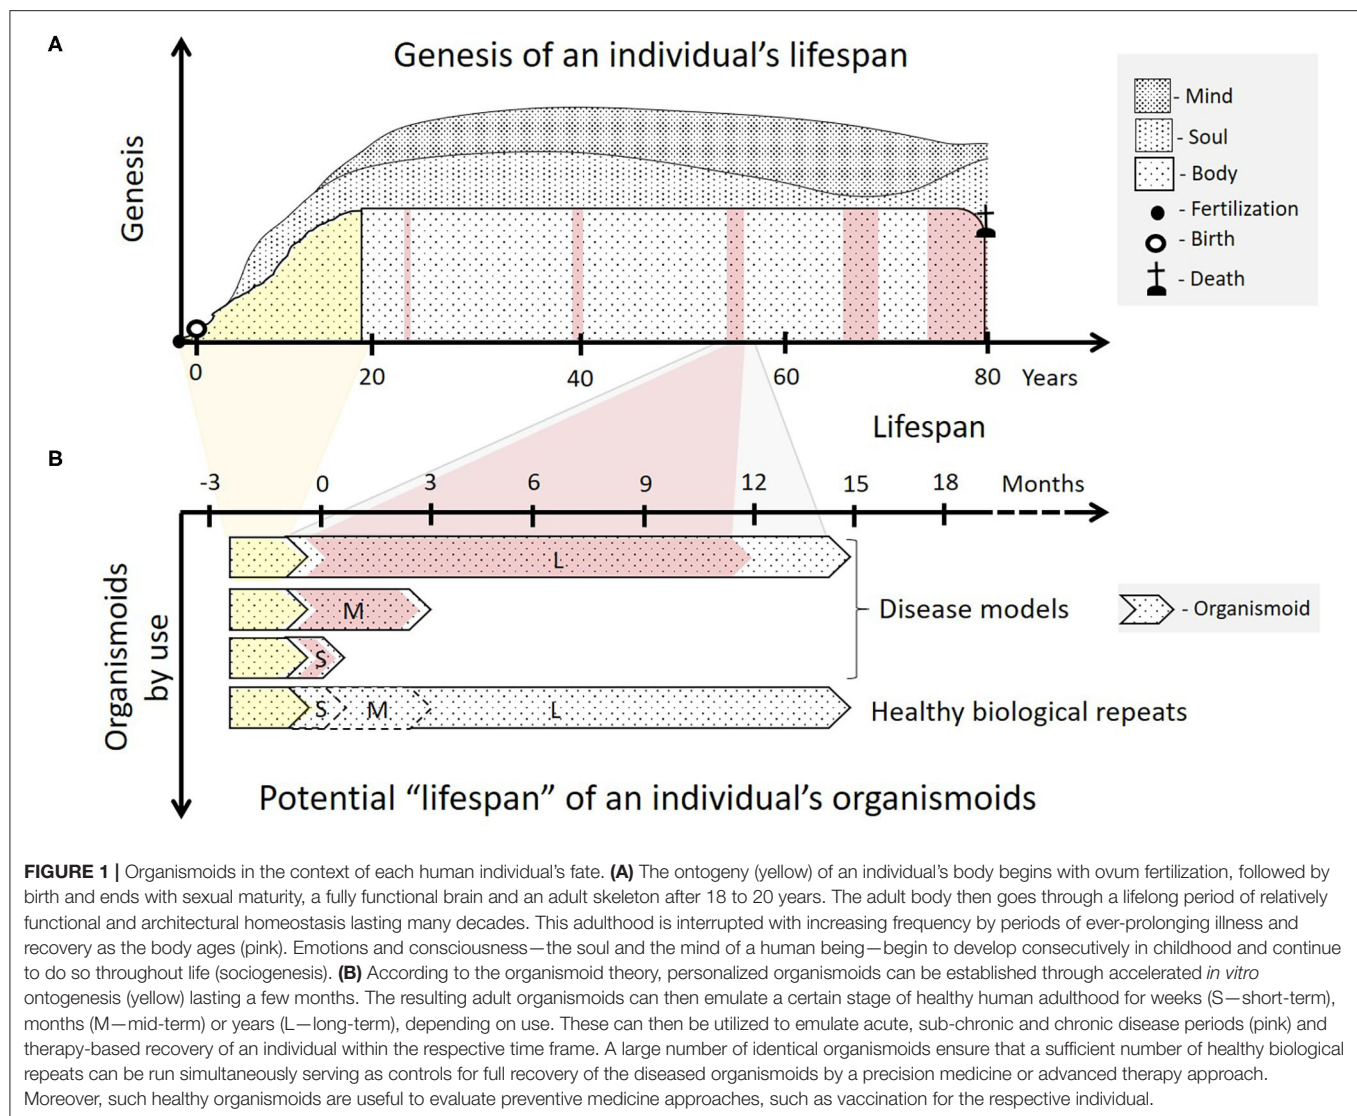 A
Genesis of an individual’s lifespan
Genesis
- Mind
- Soul
- Body
- Fertilization
- Birth
- Death
0 20 40 60 80 Years
Lifespan
B
-3 0 3 6 9 12 15 18 Months
Organismoids
by use
L
M
S
Disease models
- Organismoid
S M L
Healthy biological repeats
Potential “lifespan” of an individual’s organismoids
FIGURE 1 | Organismoids in the context of each human individual’s fate. (A) The ontogeny (yellow) of an individual’s body begins with ovum fertilization, followed by
birth and ends with sexual maturity, a fully functional brain and an adult skeleton after 18 to 20 years. The adult body then goes through a lifelong period of relatively
functional and architectural homeostasis lasting many decades. This adulthood is interrupted with increasing frequency by periods of ever-prolonging illness and
recovery as the body ages (pink). Emotions and consciousness—the soul and the mind of a human being—begin to develop consecutively in childhood and continue
to do so throughout life (sociogenesis). (B) According to the organismoid theory, personalized organismoids can be established through accelerated in vitro
ontogenesis (yellow) lasting a few months. The resulting adult organismoids can then emulate a certain stage of healthy human adulthood for weeks (S—short-term),
months (M—mid-term) or years (L—long-term), depending on use. These can then be utilized to emulate acute, sub-chronic and chronic disease periods (pink) and
therapy-based recovery of an individual within the respective time frame. A large number of identical organismoids ensure that a sufficient number of healthy biological
repeats can be run simultaneously serving as controls for full recovery of the diseased organismoids by a precision medicine or advanced therapy approach.
Moreover, such healthy organismoids are useful to evaluate preventive medicine approaches, such as vaccination for the respective individual.